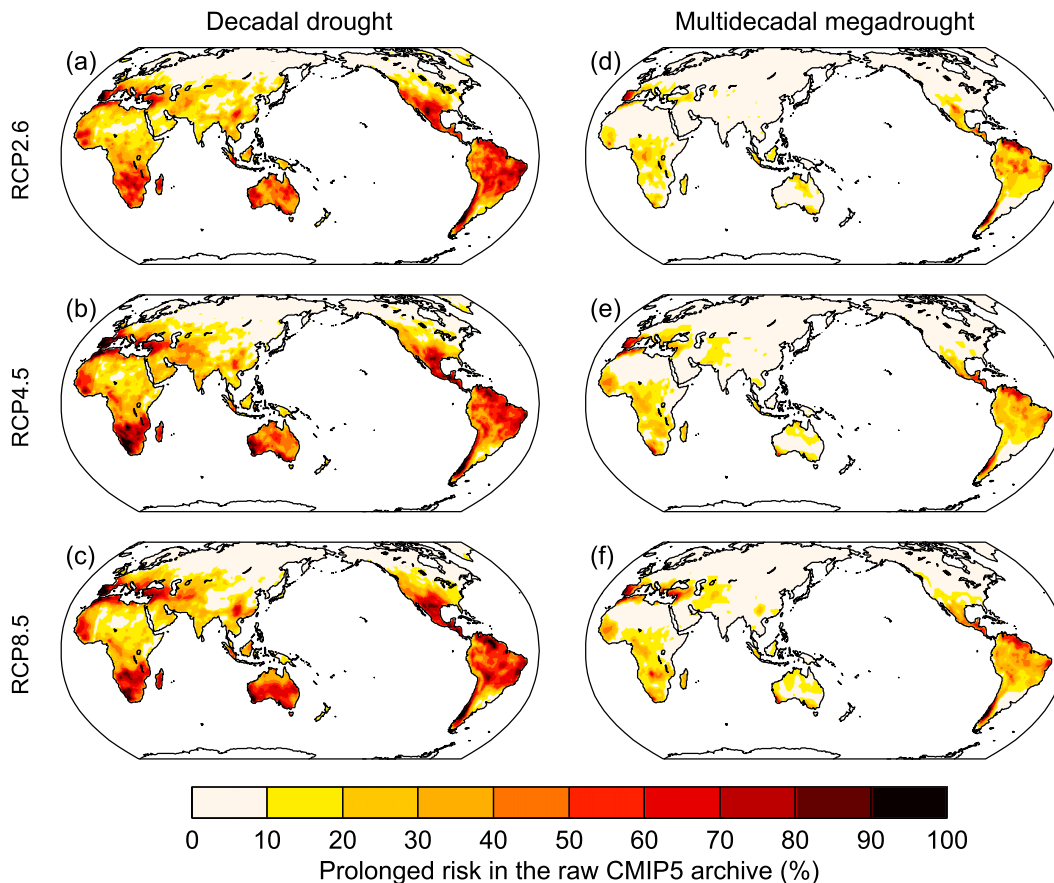 Decadal drought
Multidecadal megadrought
(a)
(d)
RCP2.6
(b)
(e)
RCP4.5
(c)
(f)
RCP8.5
0 10 20 30 40 50 60 70 80 90 100
Prolonged risk in the raw CMIP5 archive (%)